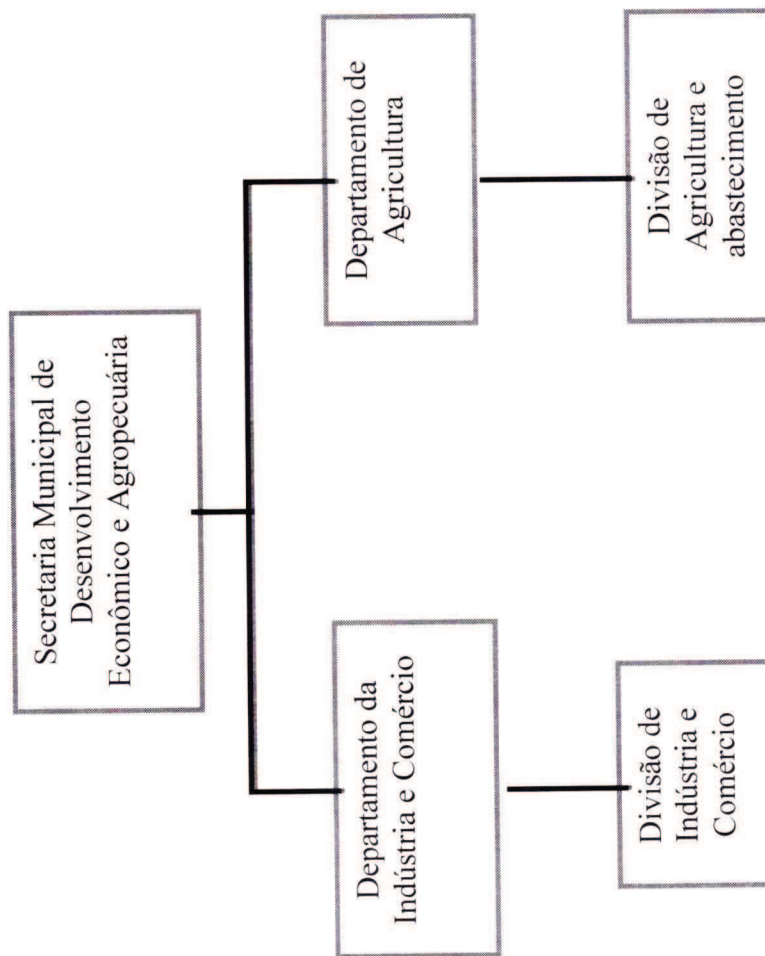 Secretaria Municipal de
Desenvolvimento
Econômico e Agropecuária
Departamento da
Indústria e Comércio
Departamento de
Agricultura
Divisão de
Indústria e
Comércio
Divisão de
Agricultura e
abastecimento